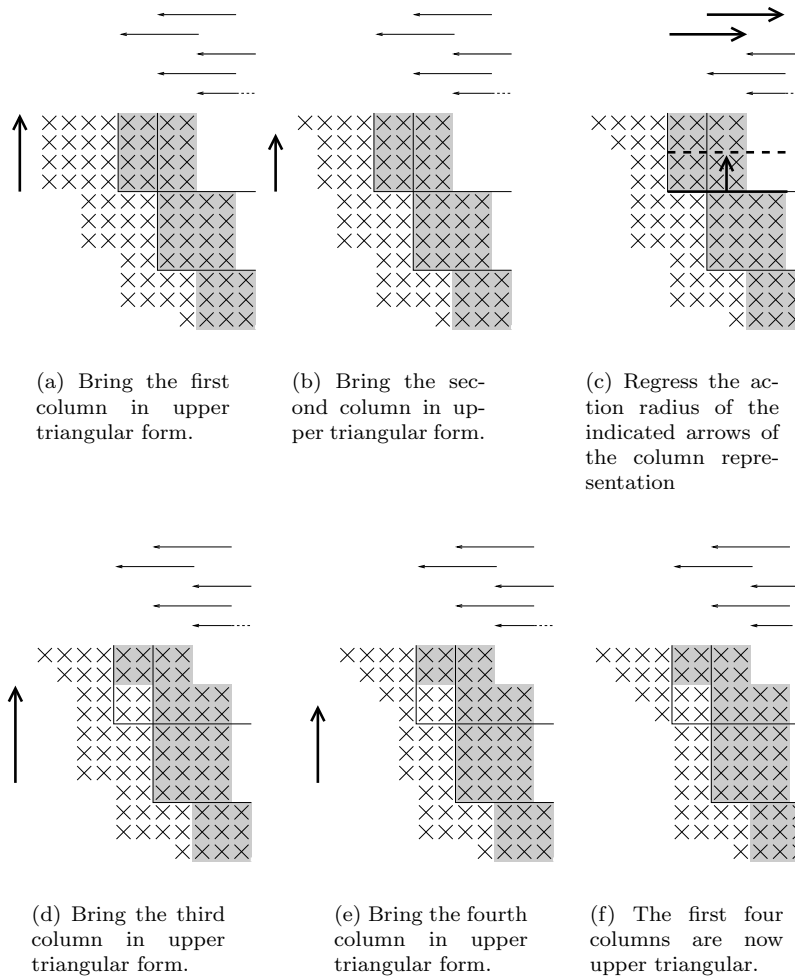 (a) Bring the first
column in upper
triangular form.
(b) Bring the sec-
ond column in up-
per triangular form.
(c) Regress the ac-
tion radius of the
indicated arrows of
the column repre-
sentation
(d) Bring the third
column in upper
triangular form.
(e) Bring the fourth
column in upper
triangular form.
(f) The first four
columns are now
upper triangular.